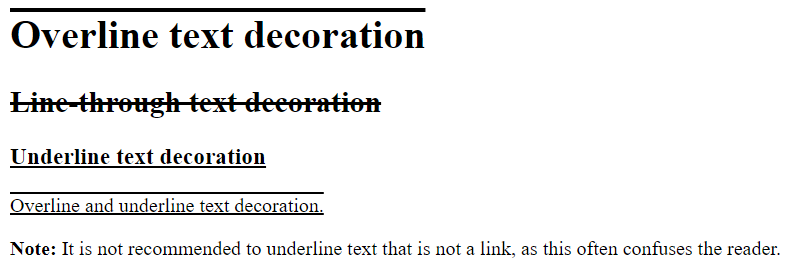 Overline text decoration
Line-through text decoration
Underline text decoration
Overline and underline text decoration.
Note: It is not recommended to underline text that is not a link, as this often confuses the reader.